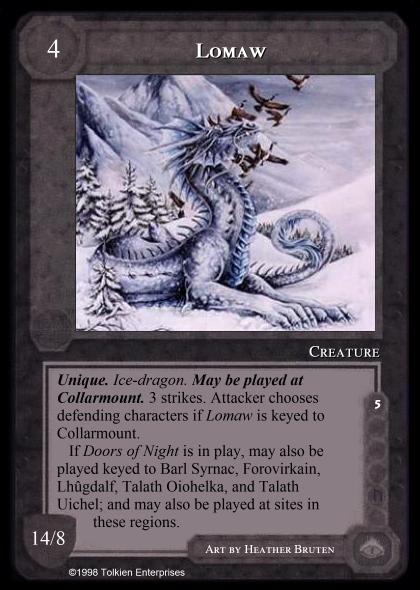 4
LOMAW
CREATURE
Unique. Ice-dragon. May be played at
Collarmount. 3 strikes. Attacker chooses
defending characters if Lomaw is keyed to
Collarmount.
If Doors of Night is in play, may also be
played keyed to Barl Syrnac, Forovirkain,
Lhûgdalf, Talath Oiohelka, and Talath
Uichel; and may also be played at sites in
these regions.
5
14/8
ART BY HEATHER BRUTEN
©1998 Tolkien Enterprises